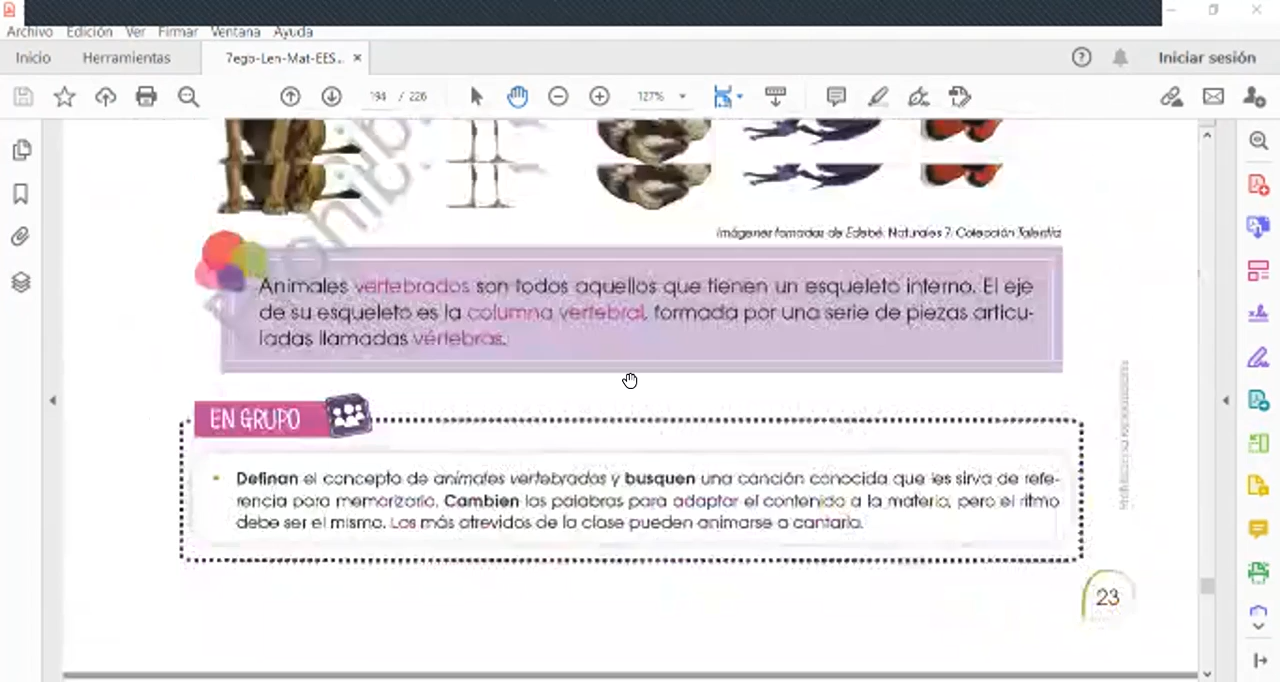 Archivo Edición Ver Firmar Ventana Ayuda
Inicio Herramientas 7egb-Len-Mat-EES... × Iniciar sesión
194 / 226 127%
Imágenes tomadas de Edebé. Naturales 7. Colección Talentia
Animales vertebrados son todos aquellos que tienen un esqueleto interno. El eje
de su esqueleto es la columna vertebral, formada por una serie de piezas articu-
ladas llamadas vértebras.
EN GRUPO
• Definan el concepto de animales vertebrados y busquen una canción conocida que les sirva de refe-
rencia para memorizarlo. Cambien las palabras para adaptar el contenido a la materia, pero el ritmo
debe ser el mismo. Los más atrevidos de la clase pueden animarse a cantarla.
23